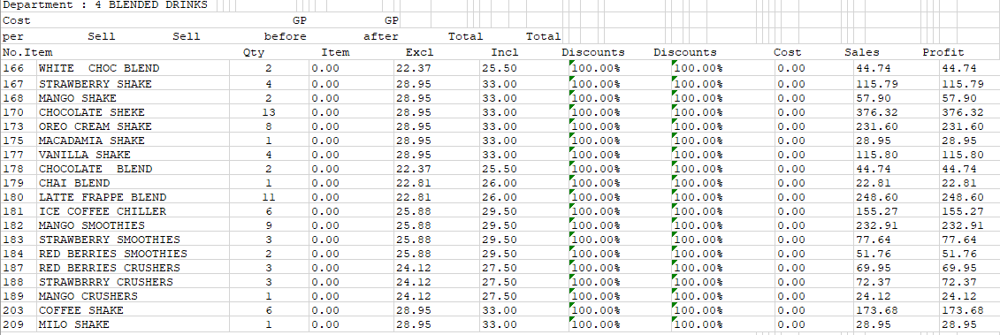 Department : 4 BLENDED DRINKS
Cost GP GP
per Sell Sell before after Total Total
No.Item Qty Item Excl Incl Discounts Discounts Cost Sales Profit
166 WHITE  CHOC BLEND 2 0.00 22.37 25.50 100.00% 100.00% 0.00 44.74 44.74
167 STRAWBERRY SHAKE 4 0.00 28.95 33.00 100.00% 100.00% 0.00 115.79 115.79
168 MANGO SHAKE 2 0.00 28.95 33.00 100.00% 100.00% 0.00 57.90 57.90
170 CHOCOLATE SHEKE 13 0.00 28.95 33.00 100.00% 100.00% 0.00 376.32 376.32
173 OREO CREAM SHAKE 8 0.00 28.95 33.00 100.00% 100.00% 0.00 231.60 231.60
175 MACADAMIA SHAKE 1 0.00 28.95 33.00 100.00% 100.00% 0.00 28.95 28.95
177 VANILLA SHAKE 4 0.00 28.95 33.00 100.00% 100.00% 0.00 115.80 115.80
178 CHOCOLATE  BLEND 2 0.00 22.37 25.50 100.00% 100.00% 0.00 44.74 44.74
179 CHAI BLEND 1 0.00 22.81 26.00 100.00% 100.00% 0.00 22.81 22.81
180 LATTE FRAPPE BLEND 11 0.00 22.81 26.00 100.00% 100.00% 0.00 248.60 248.60
181 ICE COFFEE CHILLER 6 0.00 25.88 29.50 100.00% 100.00% 0.00 155.27 155.27
182 MANGO SMOOTHIES 9 0.00 25.88 29.50 100.00% 100.00% 0.00 232.91 232.91
183 STRAWBERRY SMOOTHIES 3 0.00 25.88 29.50 100.00% 100.00% 0.00 77.64 77.64
184 RED BERRIES SMOOTHIES 2 0.00 25.88 29.50 100.00% 100.00% 0.00 51.76 51.76
187 RED BERRIES CRUSHERS 3 0.00 24.12 27.50 100.00% 100.00% 0.00 69.95 69.95
188 STRAWBRRRY CRUSHERS 3 0.00 24.12 27.50 100.00% 100.00% 0.00 72.37 72.37
189 MANGO CRUSHERS 1 0.00 24.12 27.50 100.00% 100.00% 0.00 24.12 24.12
203 COFFEE SHAKE 6 0.00 28.95 33.00 100.00% 100.00% 0.00 173.68 173.68
209 MILO SHAKE 1 0.00 28.95 33.00 100.00% 100.00% 0.00 28.95 28.95